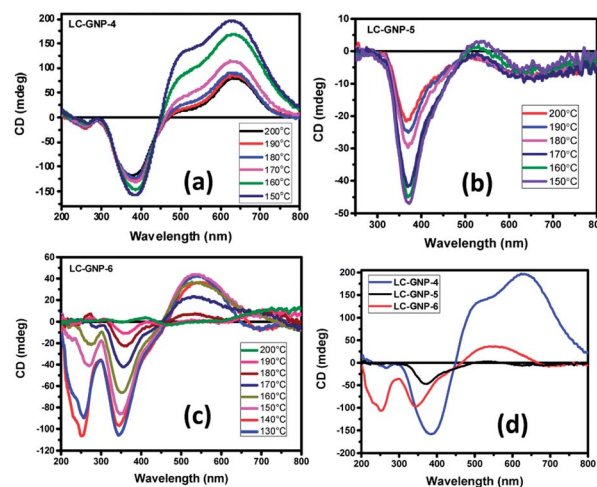 LC-GNP-4
200
150
100
50
0
-50
-100
-150
CD (mdeg)
200°C
190°C
180°C
170°C
160°C
150°C
(a)
200 300 400 500 600 700 800
Wavelength (nm)
LC-GNP-5
10
0
-10
-20
-30
-40
-50
CD (mdeg)
200°C
190°C
180°C
170°C
160°C
150°C
(b)
300 400 500 600 700 800
Wavelength (nm)
LC-GNP-6
60
40
20
0
-20
-40
-60
-80
-100
-120
CD (mdeg)
200°C
190°C
180°C
170°C
160°C
150°C
140°C
130°C
(c)
200 300 400 500 600 700 800
Wavelength (nm)
LC-GNP-4
LC-GNP-5
LC-GNP-6
200
150
100
50
0
-50
-100
-150
-200
CD (mdeg)
(d)
200 300 400 500 600 700 800
Wavelength (nm)